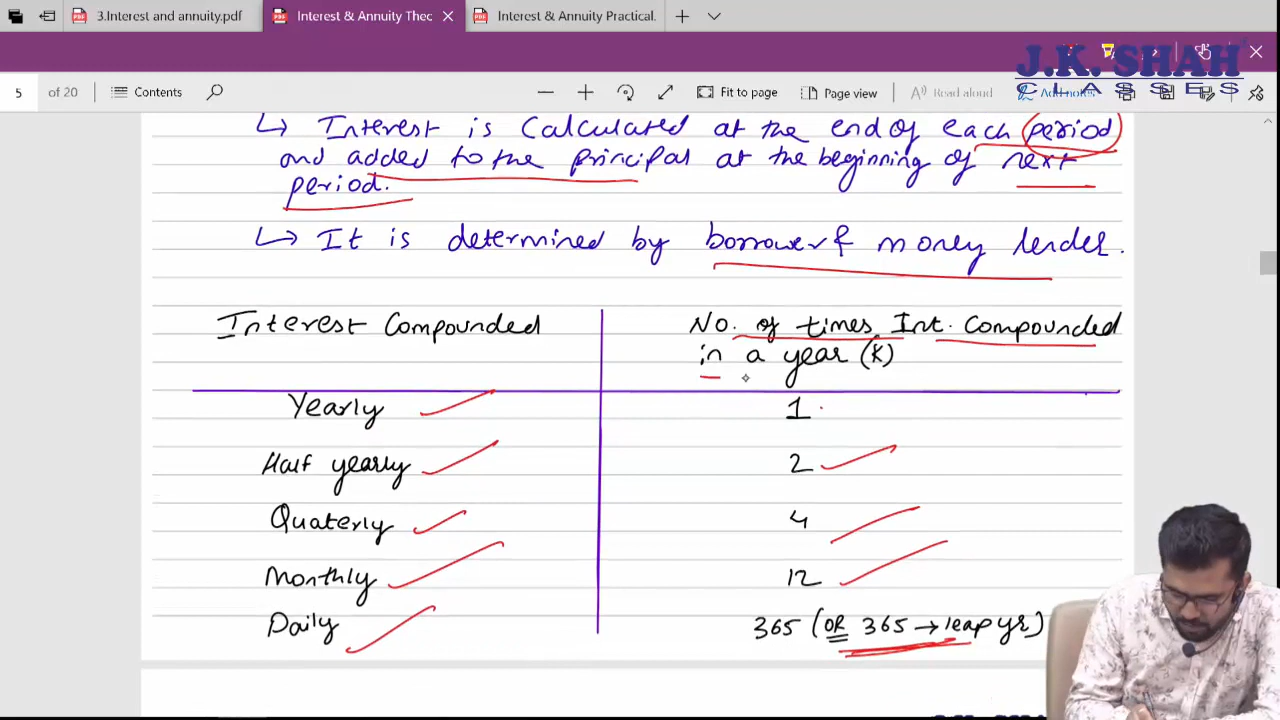 3.Interest and annuity.pdf
Interest & Annuity Thec
Interest & Annuity Practical.
J.K. SHAH
CLASSES
5 of 20
Contents
Fit to page
Page view
Read aloud
Add notes
↳ Interest is Calculated at the end of each period
and added to the principal at the beginning of next
period.
↳ It is determined by borrower & money lender.
Interest Compounded
No. of times Int. Compounded
in a year (K)
Yearly 1
Half yearly 2
Quaterly 4
Monthly 12
Daily 365 (OR 365 → leap yr)